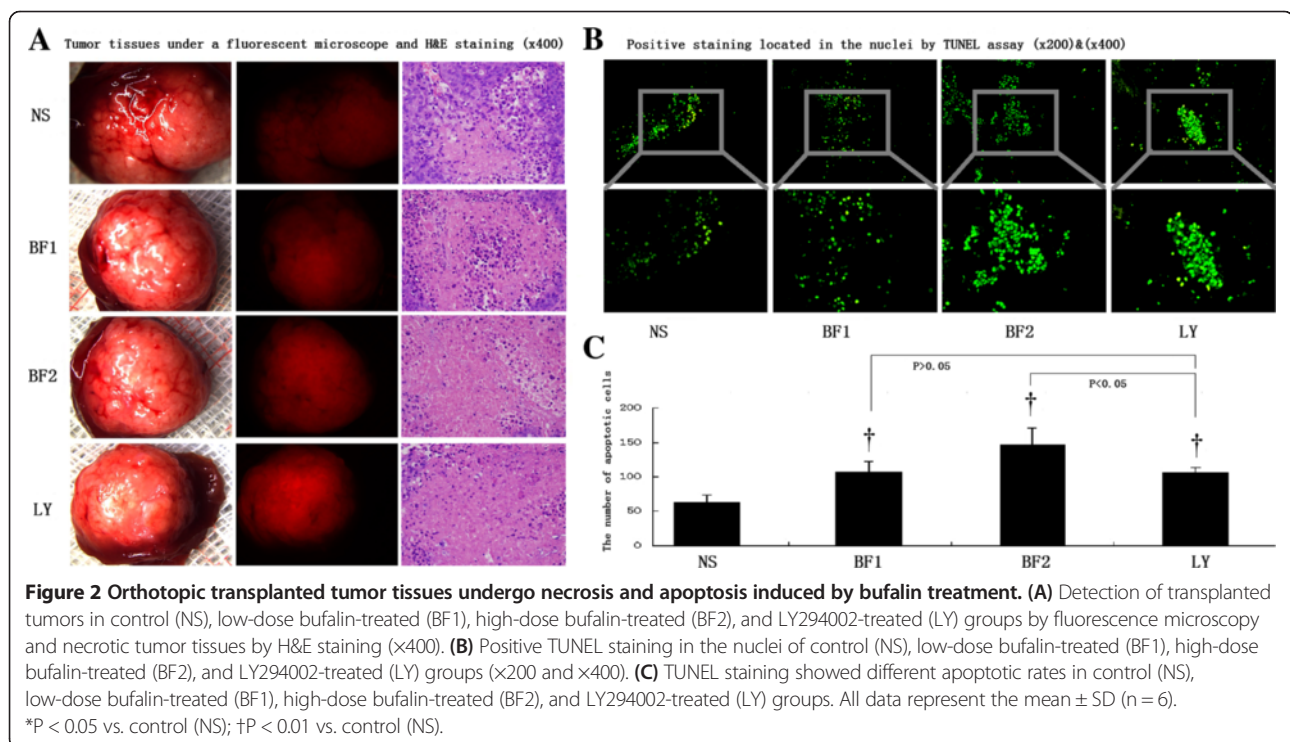 A Tumor tissues under a fluorescent microscope and H&E staining (x400)
B Positive staining located in the nuclei by TUNEL assay (x200)&(x400)
NS
BF1
BF2
LY
NS BF1 BF2 LY
C
P>0.05
P<0.05
The number of apoptotic cells
200
150
100
50
0
† † †
NS BF1 BF2 LY
Figure 2 Orthotopic transplanted tumor tissues undergo necrosis and apoptosis induced by bufalin treatment. (A) Detection of transplanted
tumors in control (NS), low-dose bufalin-treated (BF1), high-dose bufalin-treated (BF2), and LY294002-treated (LY) groups by fluorescence microscopy
and necrotic tumor tissues by H&E staining (×400). (B) Positive TUNEL staining in the nuclei of control (NS), low-dose bufalin-treated (BF1), high-dose
bufalin-treated (BF2), and LY294002-treated (LY) groups (×200 and ×400). (C) TUNEL staining showed different apoptotic rates in control (NS),
low-dose bufalin-treated (BF1), high-dose bufalin-treated (BF2), and LY294002-treated (LY) groups. All data represent the mean ± SD (n = 6).
*P < 0.05 vs. control (NS); †P < 0.01 vs. control (NS).